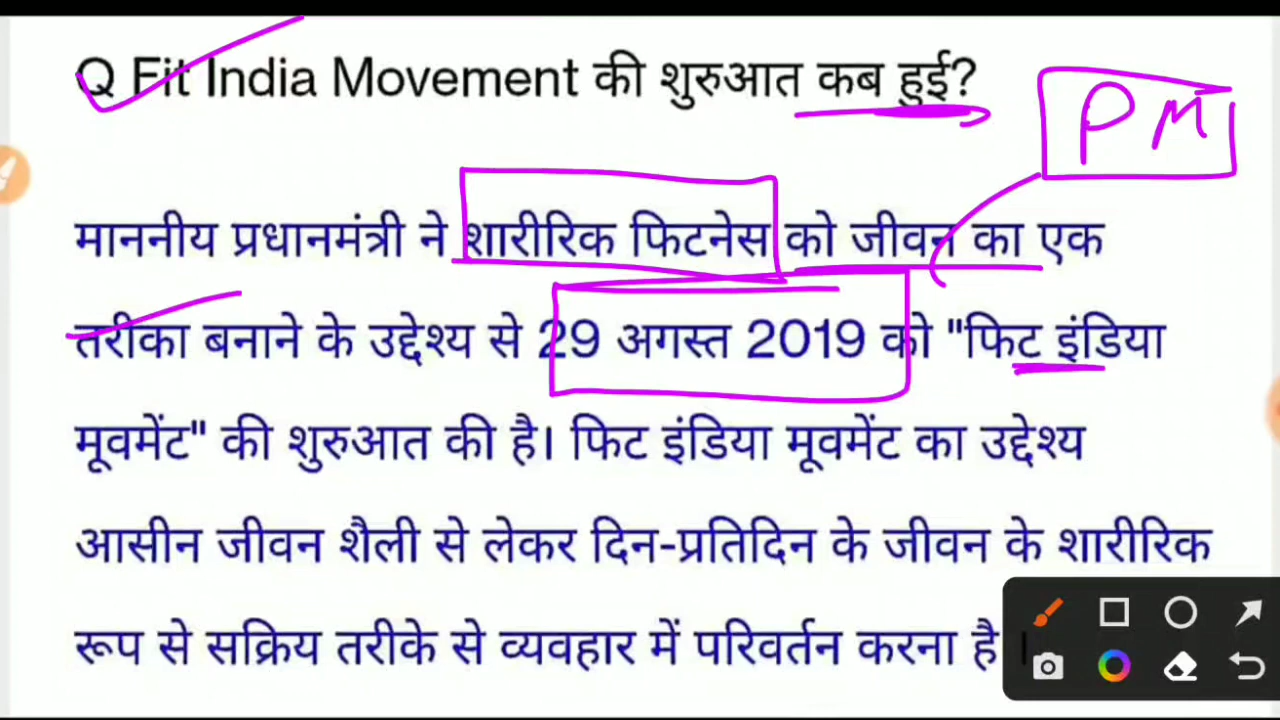 Q Fit India Movement की शुरुआत कब हुई?
PM
माननीय प्रधानमंत्री ने शारीरिक फिटनेस को जीवन का एक
तरीका बनाने के उद्देश्य से 29 अगस्त 2019 को "फिट इंडिया
मूवमेंट" की शुरुआत की है। फिट इंडिया मूवमेंट का उद्देश्य
आसीन जीवन शैली से लेकर दिन-प्रतिदिन के जीवन के शारीरिक
रूप से सक्रिय तरीके से व्यवहार में परिवर्तन करना है ।